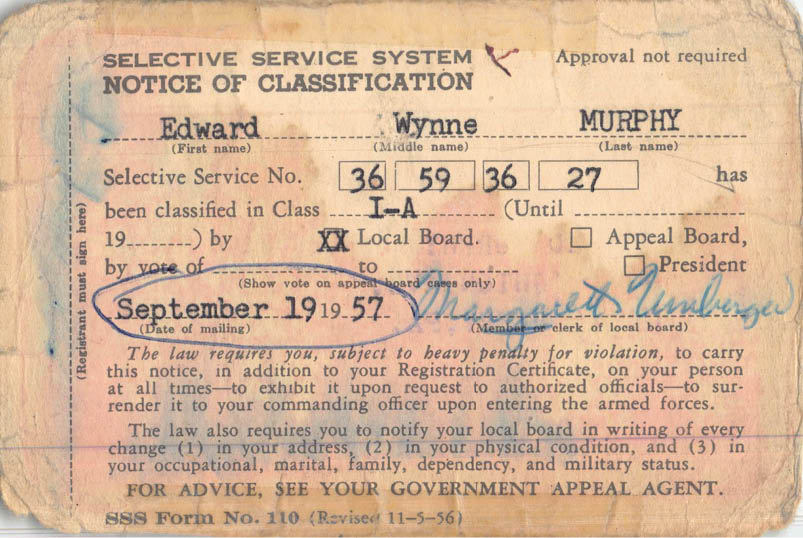 SELECTIVE SERVICE SYSTEM Approval not required
NOTICE OF CLASSIFICATION
Edward Wynne MURPHY
(First name) (Middle name) (Last name)
Selective Service No. 36 59 36 27 has
been classified in Class I-A (Until
19 ) by XX Local Board. Appeal Board,
by vote of to President
(Show vote on appeal board cases only)
September 19 19 57 Margarett
(Date of mailing) (Member or clerk of local board)
(Registrant must sign here)
The law requires you, subject to heavy penalty for violation, to carry
this notice, in addition to your Registration Certificate, on your person
at all times—to exhibit it upon request to authorized officials—to sur-
render it to your commanding officer upon entering the armed forces.
The law also requires you to notify your local board in writing of every
change (1) in your address, (2) in your physical condition, and (3) in
your occupational, marital, family, dependency, and military status.
FOR ADVICE, SEE YOUR GOVERNMENT APPEAL AGENT.
SSS Form No. 110 (Revised 11-5-56)